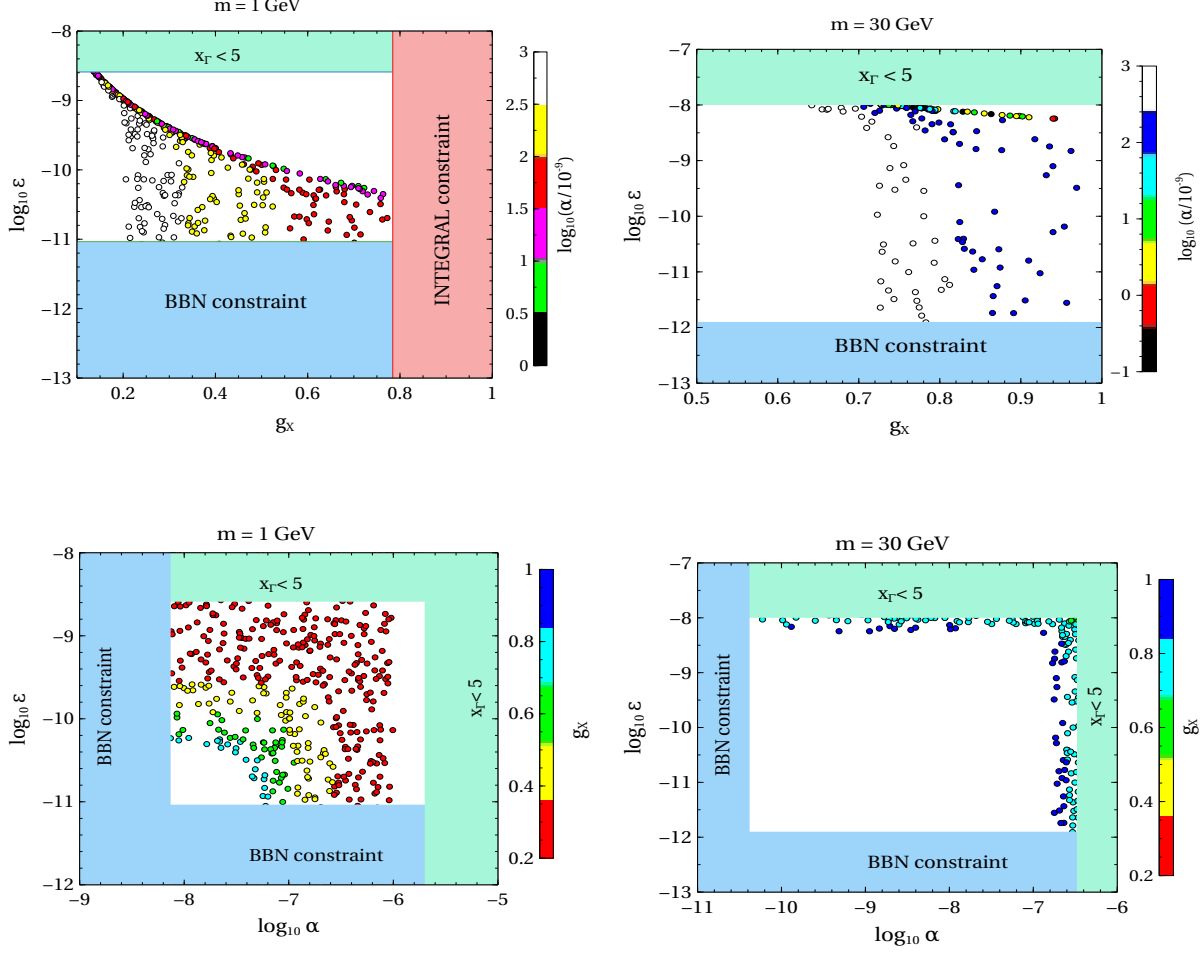 m = 1 GeV
−8
−9
−10
−11
−12
−13
log₁₀ ε
x_Γ < 5
BBN constraint
INTEGRAL constraint
0.2
0.4
0.6
0.8
1
g_X
3
2.5
2
1.5
1
0.5
0
log₁₀(α/10⁻⁹)
m = 30 GeV
−7
−8
−9
−10
−11
−12
−13
log₁₀ ε
x_Γ < 5
BBN constraint
0.5
0.6
0.7
0.8
0.9
1
g_X
3
2
1
0
−1
log₁₀ (α/10⁻⁹)
m = 1 GeV
−8
−9
−10
−11
−12
log₁₀ ε
BBN constraint
x_Γ < 5
x_Γ < 5
BBN constraint
−9
−8
−7
−6
−5
log₁₀ α
1
0.8
0.6
0.4
0.2
g_X
m = 30 GeV
−7
−8
−9
−10
−11
−12
−13
log₁₀ ε
BBN constraint
x_Γ < 5
x_Γ < 5
BBN constraint
−11
−10
−9
−8
−7
−6
log₁₀ α
1
0.8
0.6
0.4
0.2
g_X